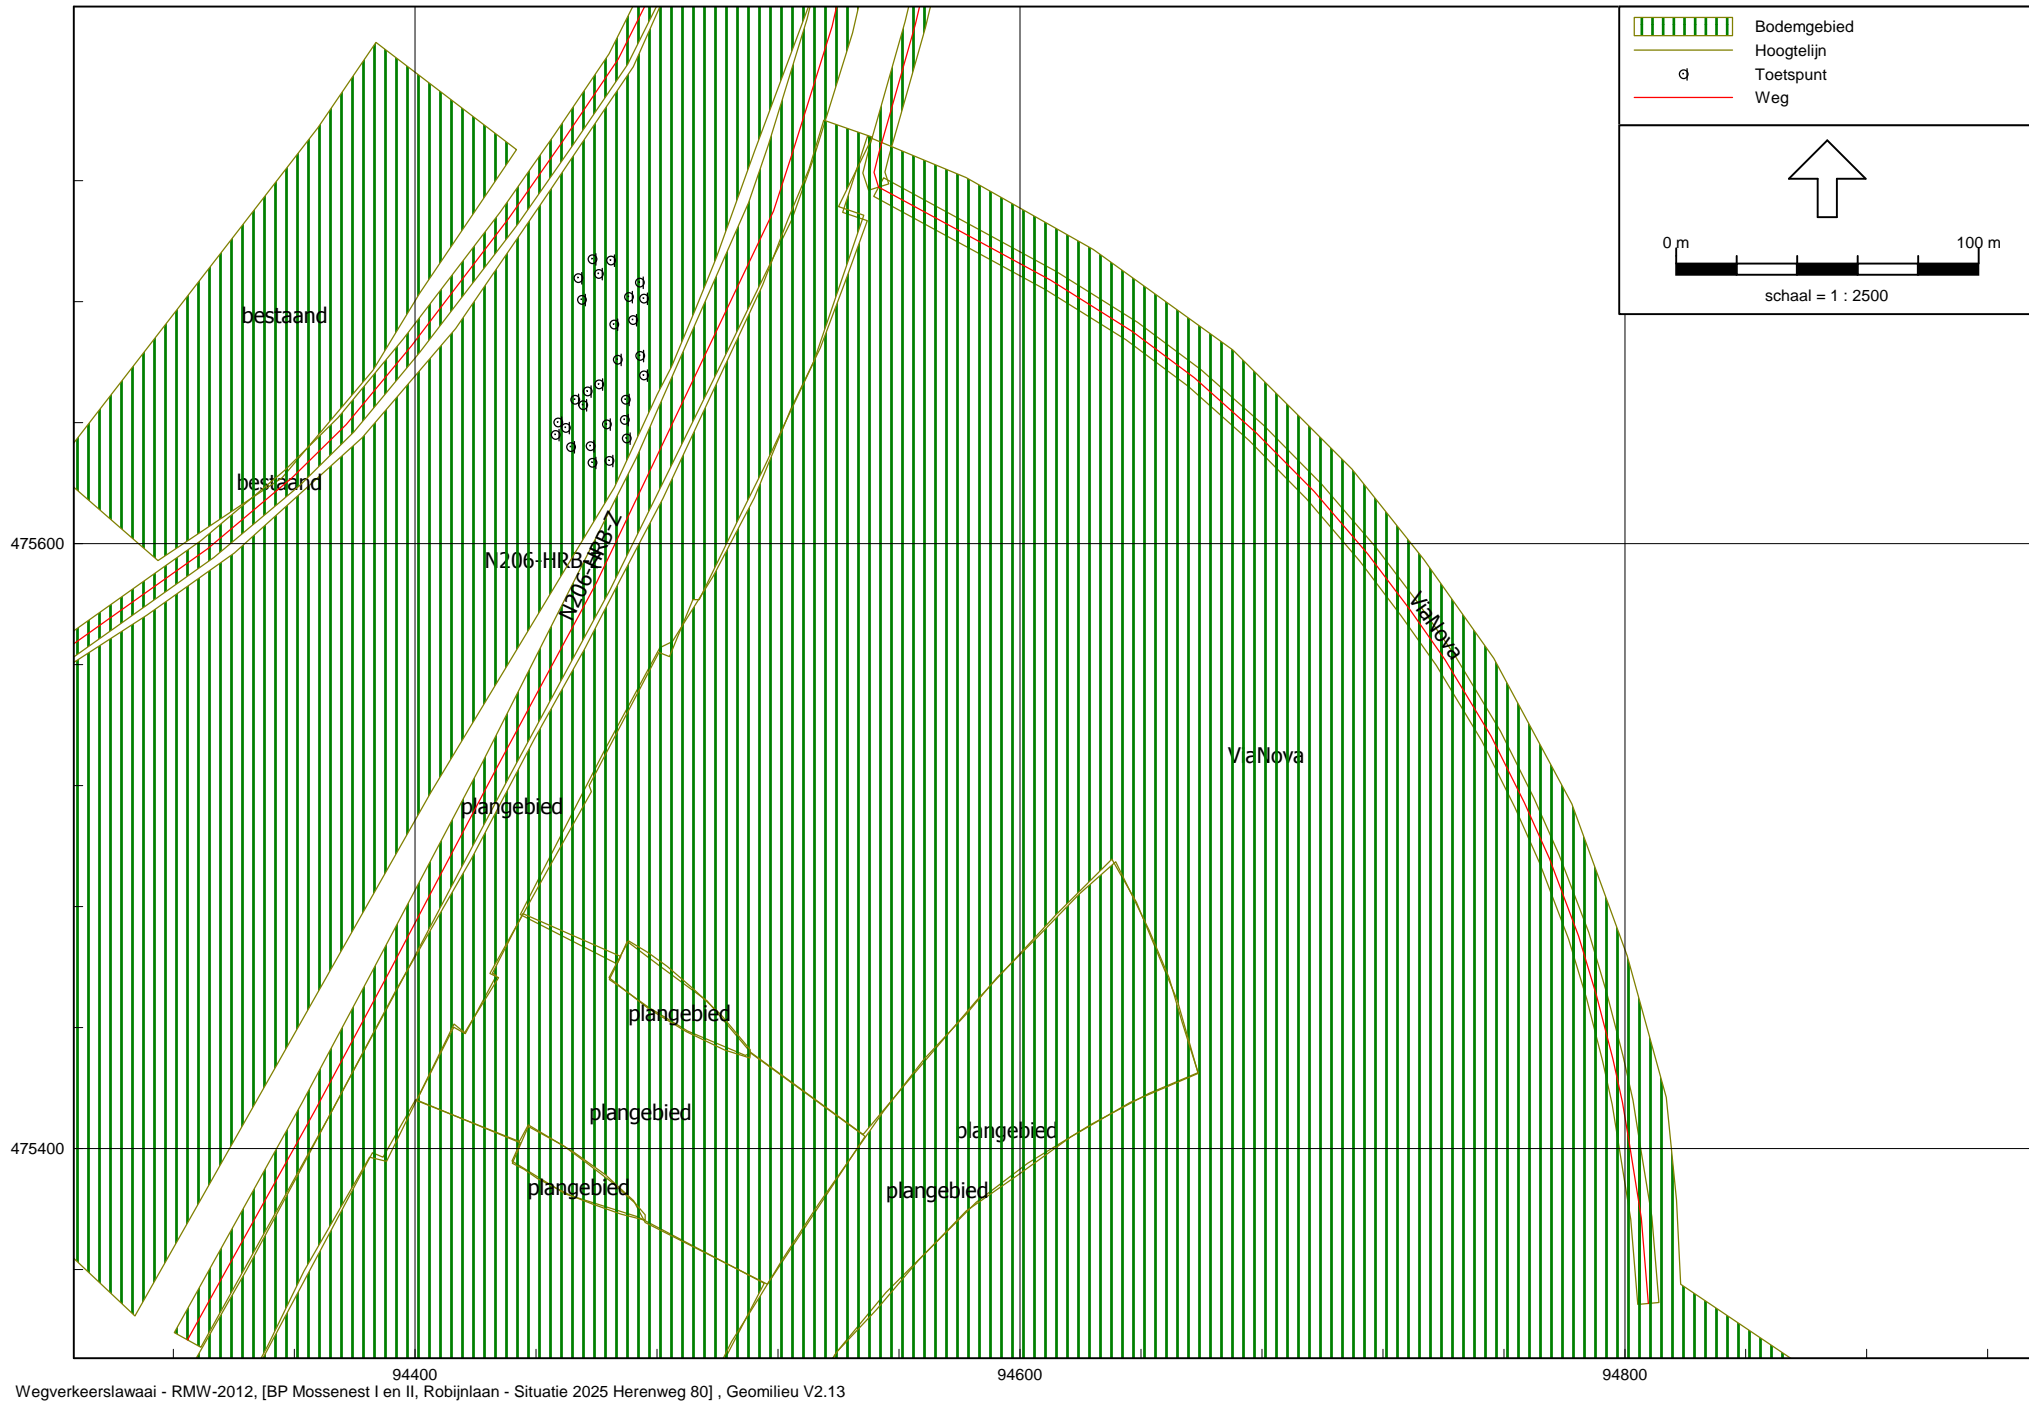 Bodemgebied
Hoogtelijn
Toetspunt
Weg
0 m 100 m
schaal = 1 : 2500
bestaand
bestaand
475600
N206-HRB-Z
N206-HRB-Z
ViaNova
ViaNova
plangebied
plangebied
plangebied
plangebied
475400
plangebied
plangebied
94400 94600 94800
Wegverkeerslawaai - RMW-2012, [BP Mossenest I en II, Robijnlaan - Situatie 2025 Herenweg 80] , Geomilieu V2.13